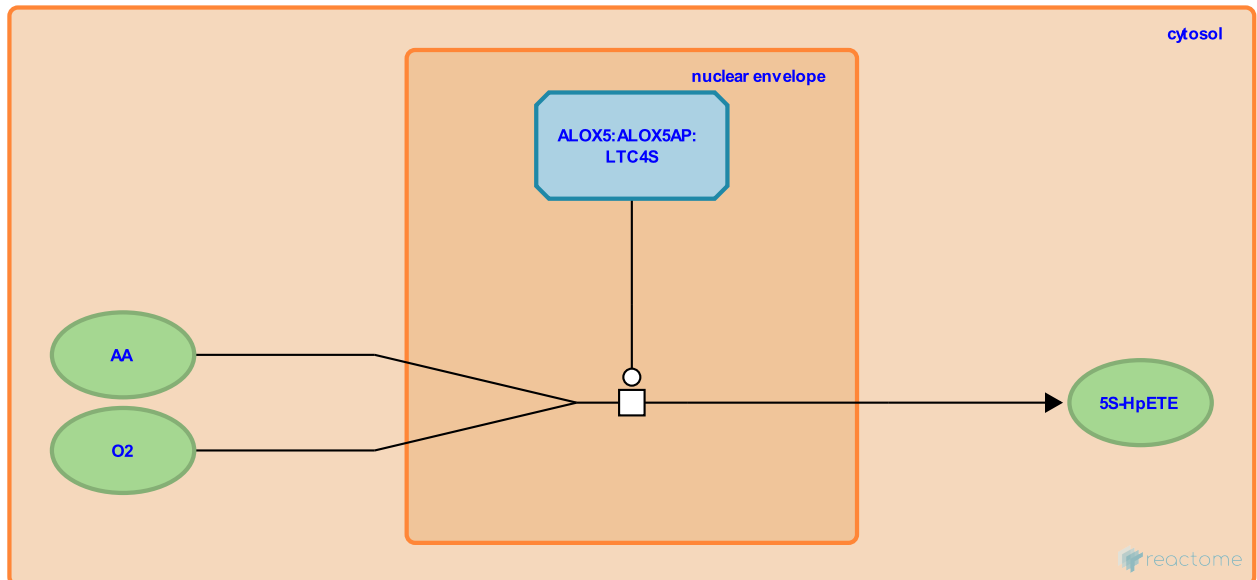 cytosol
nuclear envelope
ALOX5:ALOX5AP:
LTC4S
AA
O2
5S-HpETE
reactome